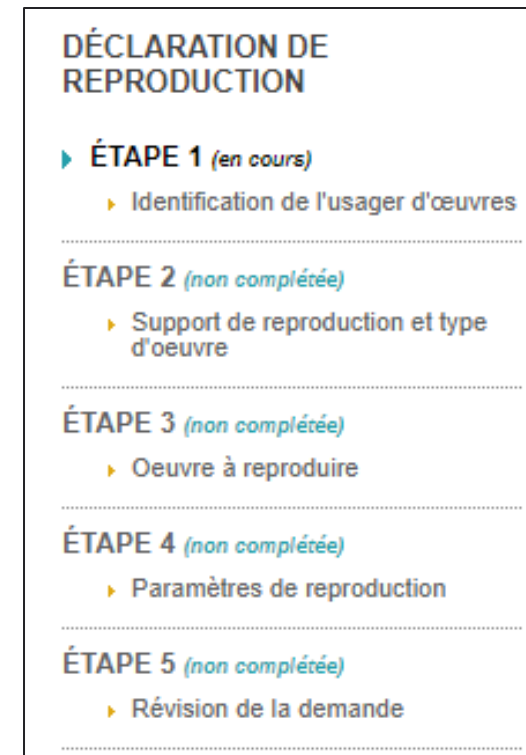 DÉCLARATION DE
REPRODUCTION
ÉTAPE 1 (en cours)
Identification de l'usager d'œuvres
ÉTAPE 2 (non complétée)
Support de reproduction et type
d'oeuvre
ÉTAPE 3 (non complétée)
Oeuvre à reproduire
ÉTAPE 4 (non complétée)
Paramètres de reproduction
ÉTAPE 5 (non complétée)
Révision de la demande